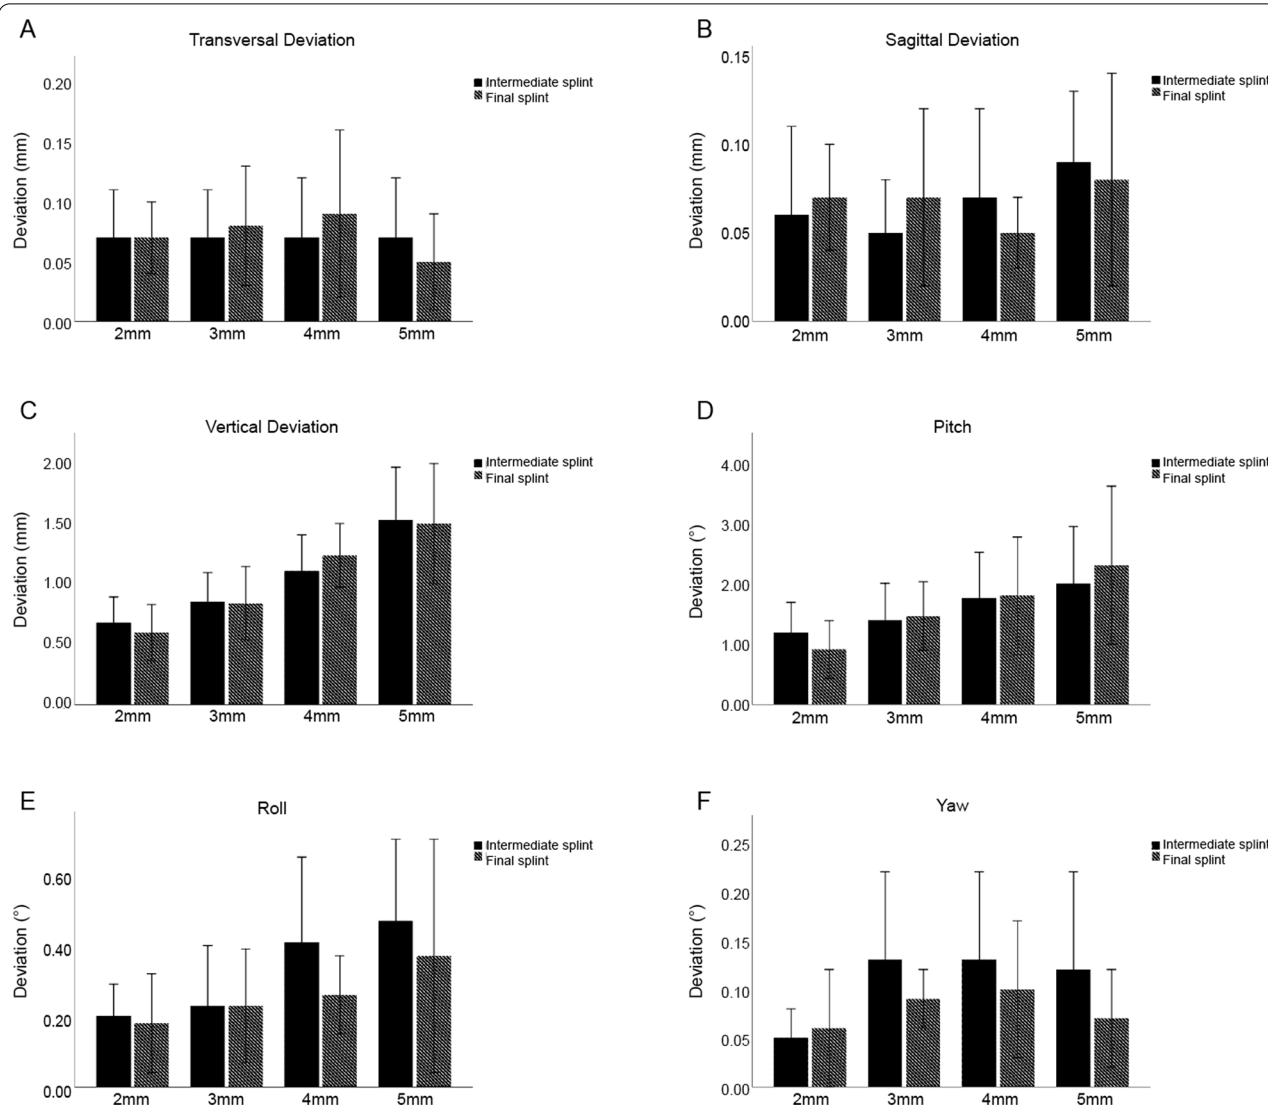 A
Transversal Deviation
Deviation (mm)
0.20
0.15
0.10
0.05
0.00
2mm 3mm 4mm 5mm
Intermediate splint
Final splint
B
Sagittal Deviation
Deviation (mm)
0.15
0.10
0.05
0.00
2mm 3mm 4mm 5mm
Intermediate splint
Final splint
C
Vertical Deviation
Deviation (mm)
2.00
1.50
1.00
0.50
0.00
2mm 3mm 4mm 5mm
Intermediate splint
Final splint
D
Pitch
Deviation (°)
4.00
3.00
2.00
1.00
0.00
2mm 3mm 4mm 5mm
Intermediate splint
Final splint
E
Roll
Deviation (°)
0.60
0.40
0.20
0.00
2mm 3mm 4mm 5mm
Intermediate splint
Final splint
F
Yaw
Deviation (°)
0.25
0.20
0.15
0.10
0.05
0.00
2mm 3mm 4mm 5mm
Intermediate splint
Final splint